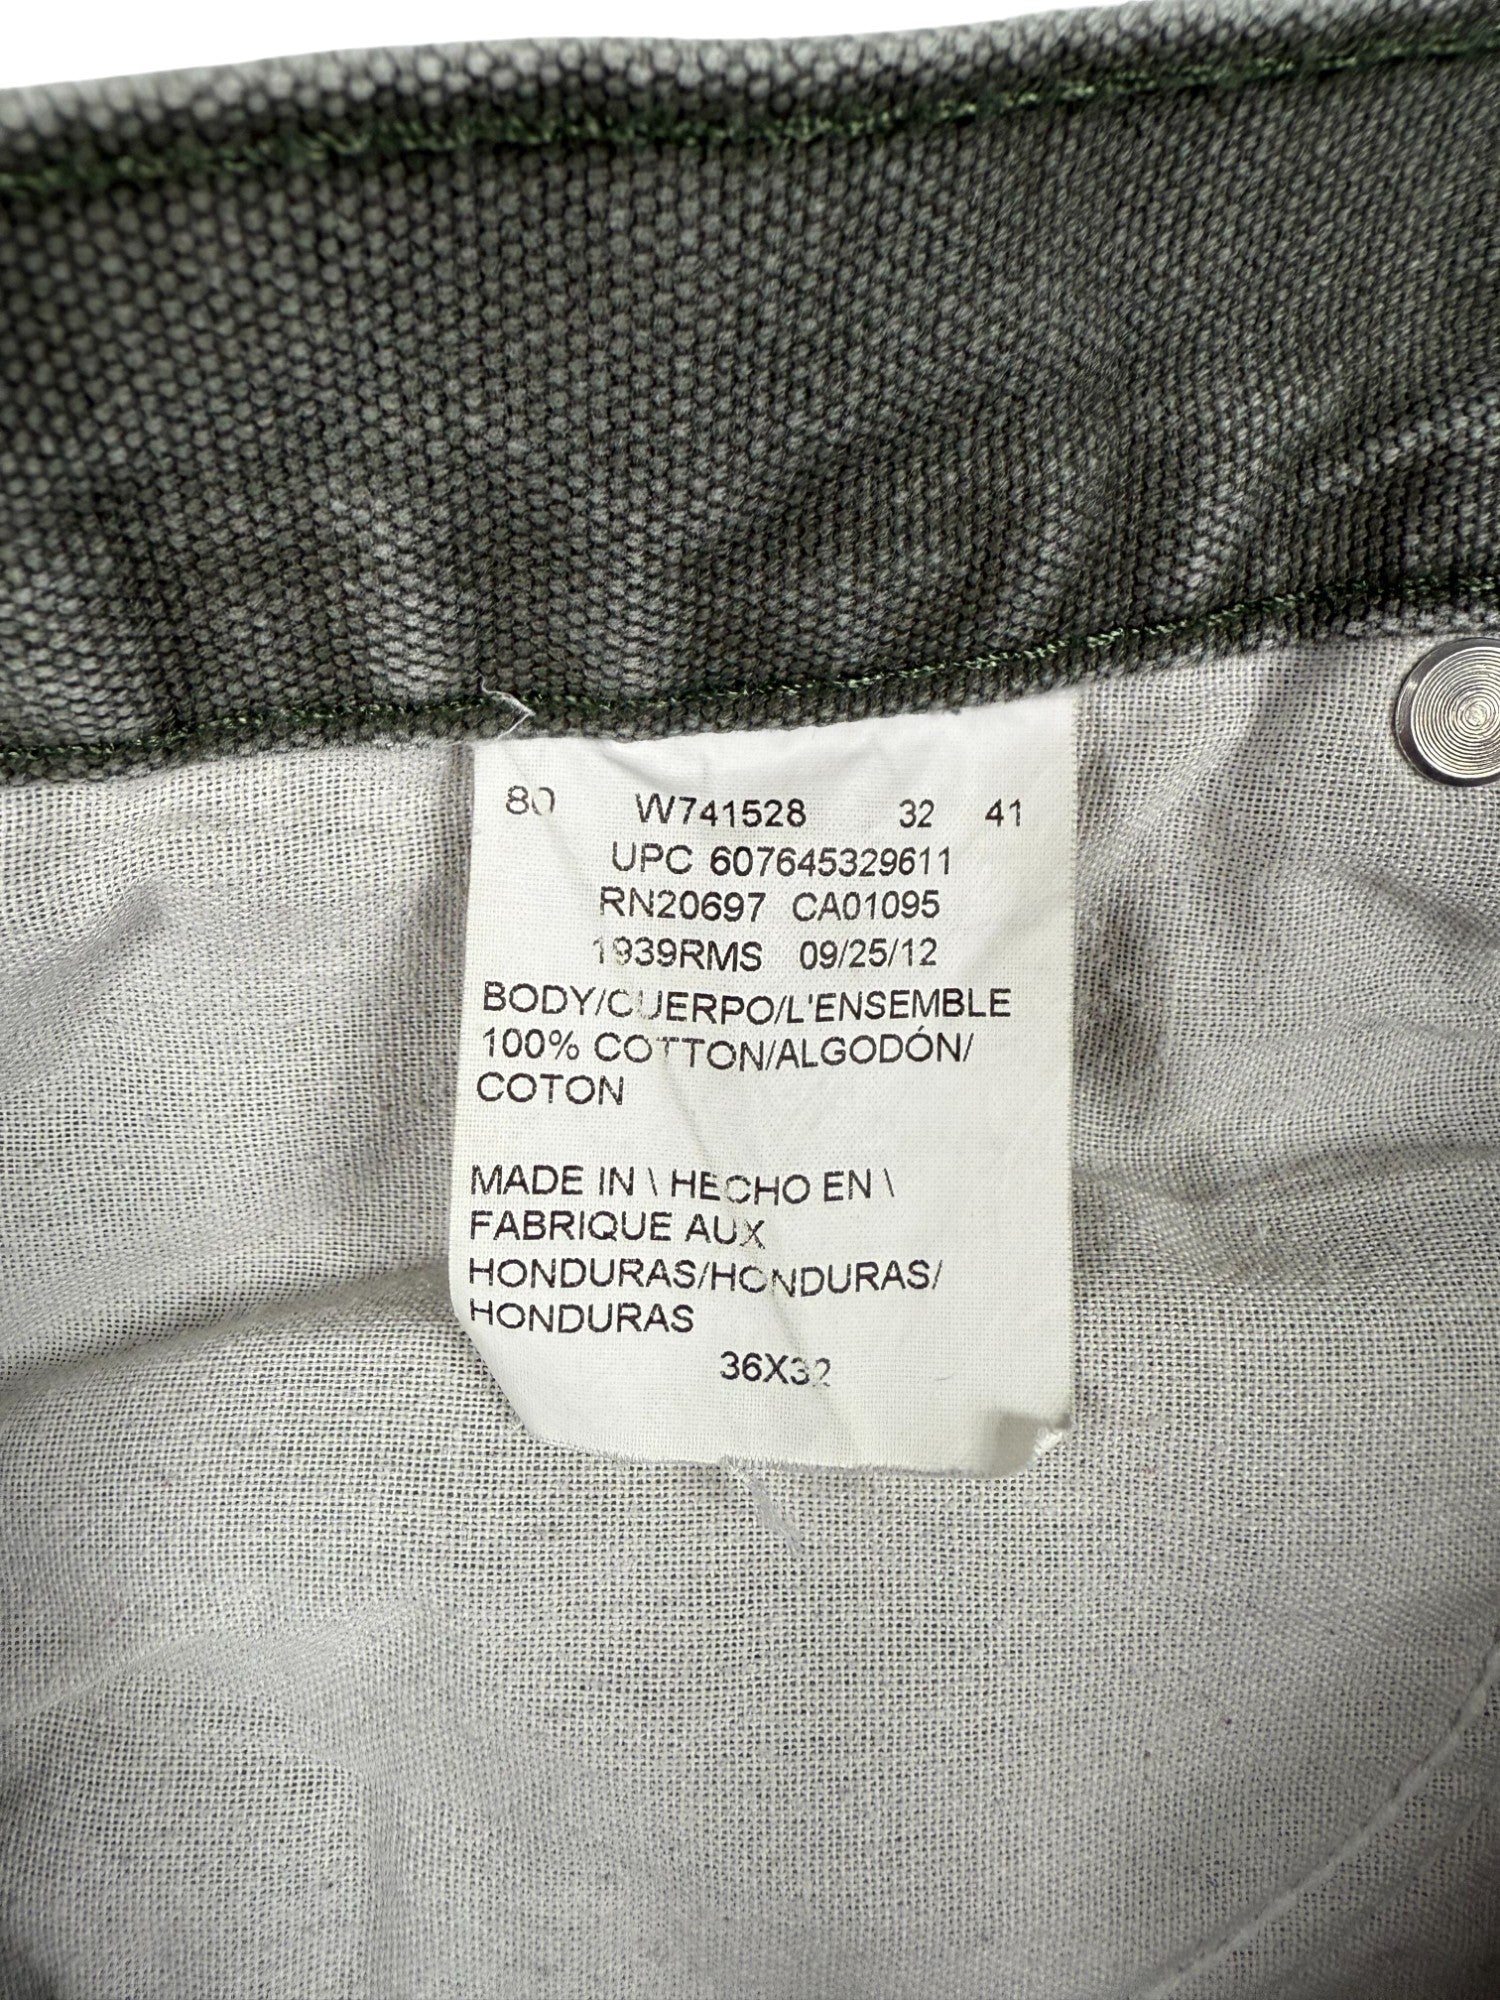 80 W741528 32 41
UPC 607645329611
RN20697 CA01095
1939RMS 09/25/12
BODY/CUERPO/L'ENSEMBLE
100% COTTON/ALGODÓN/
COTON
MADE IN \ HECHO EN \
FABRIQUE AUX
HONDURAS/HONDURAS/
HONDURAS
36X32